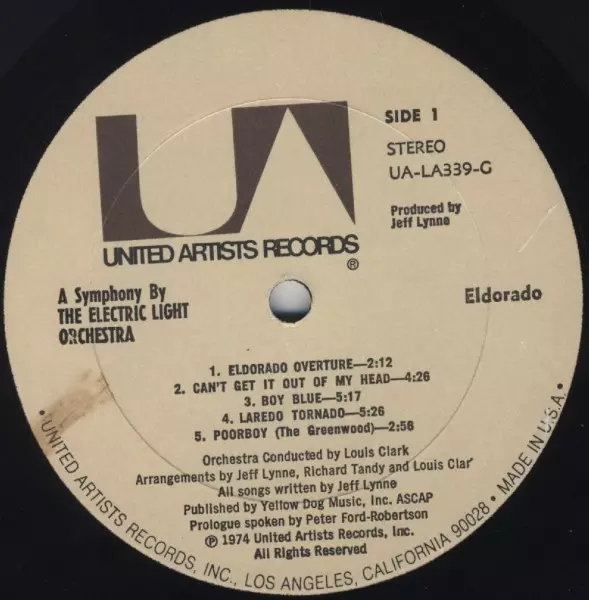 UA
UNITED ARTISTS RECORDS
®
SIDE 1
STEREO
UA-LA339-G
Produced by
Jeff Lynne
A Symphony By
THE ELECTRIC LIGHT
ORCHESTRA
Eldorado
1. ELDORADO OVERTURE—2:12
2. CAN'T GET IT OUT OF MY HEAD—4:26
3. BOY BLUE—5:17
4. LAREDO TORNADO—5:26
5. POORBOY (The Greenwood)—2:56
Orchestra Conducted by Louis Clark
Arrangements by Jeff Lynne, Richard Tandy and Louis Clar
All songs written by Jeff Lynne
Published by Yellow Dog Music, Inc. ASCAP
Prologue spoken by Peter Ford-Robertson
℗ 1974 United Artists Records, Inc.
All Rights Reserved
• UNITED ARTISTS RECORDS, INC., LOS ANGELES, CALIFORNIA 90028 • MADE IN U.S.A. •